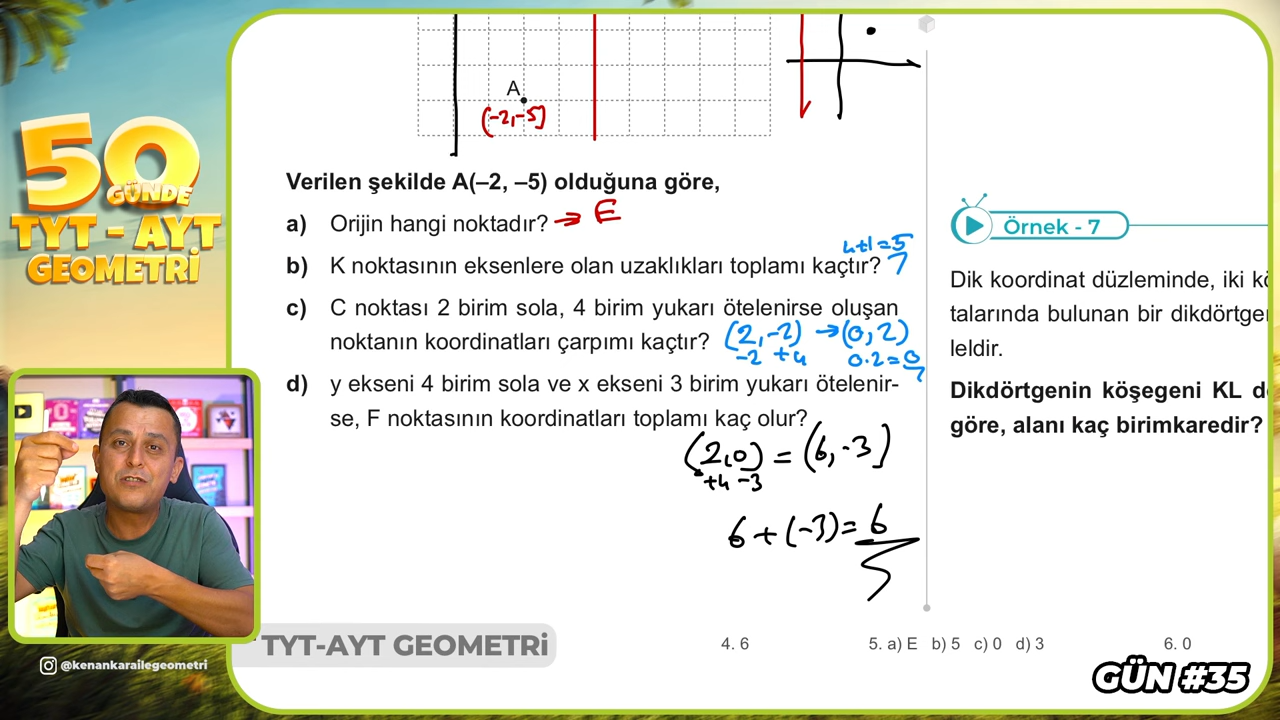 50
GÜNDE
TYT - AYT
GEOMETRİ
A
(-2,-5)
Verilen şekilde A(–2, –5) olduğuna göre,
a) Orijin hangi noktadır? → E
4+1=5
b) K noktasının eksenlere olan uzaklıkları toplamı kaçtır?
c) C noktası 2 birim sola, 4 birim yukarı ötelenirse oluşan
noktanın koordinatları çarpımı kaçtır? (2,-2) → (0,2)
-2 +4 0.2=0
d) y ekseni 4 birim sola ve x ekseni 3 birim yukarı ötelenir-
se, F noktasının koordinatları toplamı kaç olur?
(2,0) = (6,-3)
+4 -3
6+(-3)=6
Örnek - 7
Dik koordinat düzleminde, iki kö
talarında bulunan bir dikdörtge
leldir.
Dikdörtgenin köşegeni KL d
göre, alanı kaç birimkaredir?
TYT-AYT GEOMETRİ
4. 6 5. a) E b) 5 c) 0 d) 3 6. 0
@kenankarailegeometri
GÜN #35